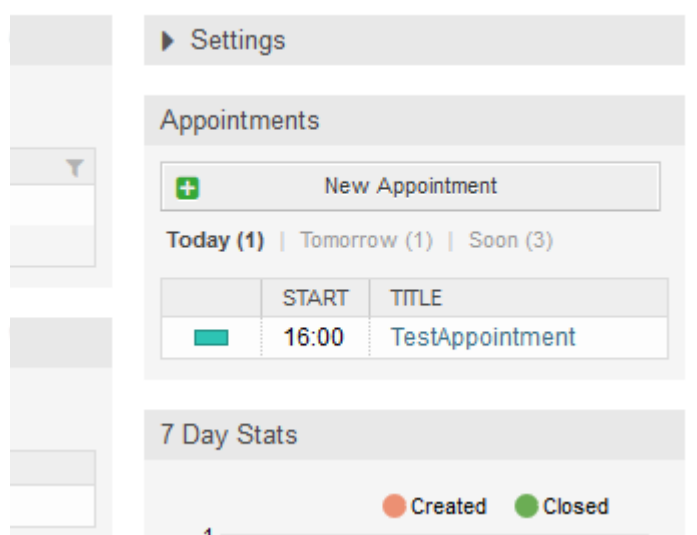 Settings
Appointments
New Appointment
Today (1) | Tomorrow (1) | Soon (3)
START TITLE
16:00 TestAppointment
7 Day Stats
Created Closed
1